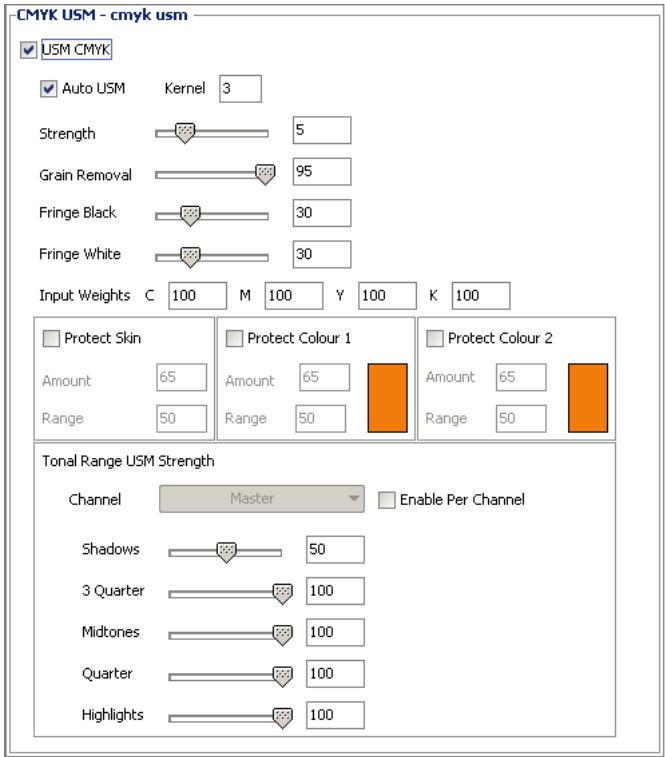 CMYK USM - cmyk usm
USM CMYK
Auto USM Kernel 3
Strength 5
Grain Removal 95
Fringe Black 30
Fringe White 30
Input Weights C 100 M 100 Y 100 K 100
Protect Skin Protect Colour 1 Protect Colour 2
Amount 65 Amount 65 Amount 65
Range 50 Range 50 Range 50
Tonal Range USM Strength
Channel Master Enable Per Channel
Shadows 50
3 Quarter 100
Midtones 100
Quarter 100
Highlights 100